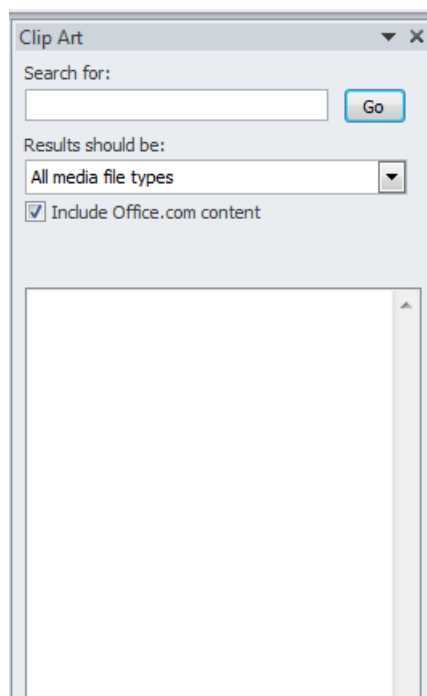 Clip Art
Search for:
Go
Results should be:
All media file types
Include Office.com content